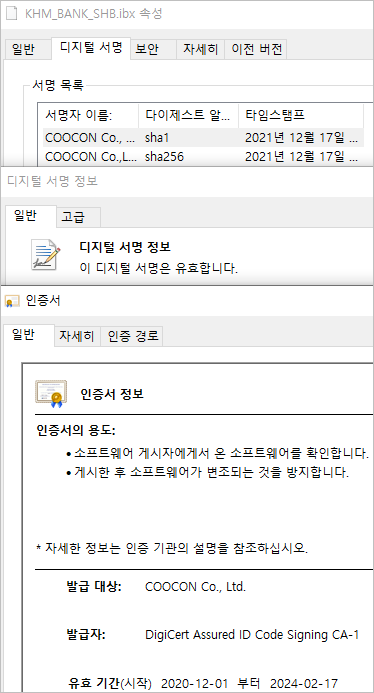 KHM_BANK_SHB.ibx 속성
일반 디지털 서명 보안 자세히 이전 버전
서명 목록
서명자 이름: 다이제스트 알... 타임스탬프
COOCON Co., ... sha1 2021년 12월 17일 ...
COOCON Co.,L... sha256 2021년 12월 17일 ...
디지털 서명 정보
일반 고급
디지털 서명 정보
이 디지털 서명은 유효합니다.
인증서
일반 자세히 인증 경로
인증서 정보
인증서의 용도:
• 소프트웨어 게시자에게서 온 소프트웨어를 확인합니다.
• 게시한 후 소프트웨어가 변조되는 것을 방지합니다.
* 자세한 정보는 인증 기관의 설명을 참조하십시오.
발급 대상: COOCON Co., Ltd.
발급자: DigiCert Assured ID Code Signing CA-1
유효 기간(시작) 2020-12-01 부터 2024-02-17